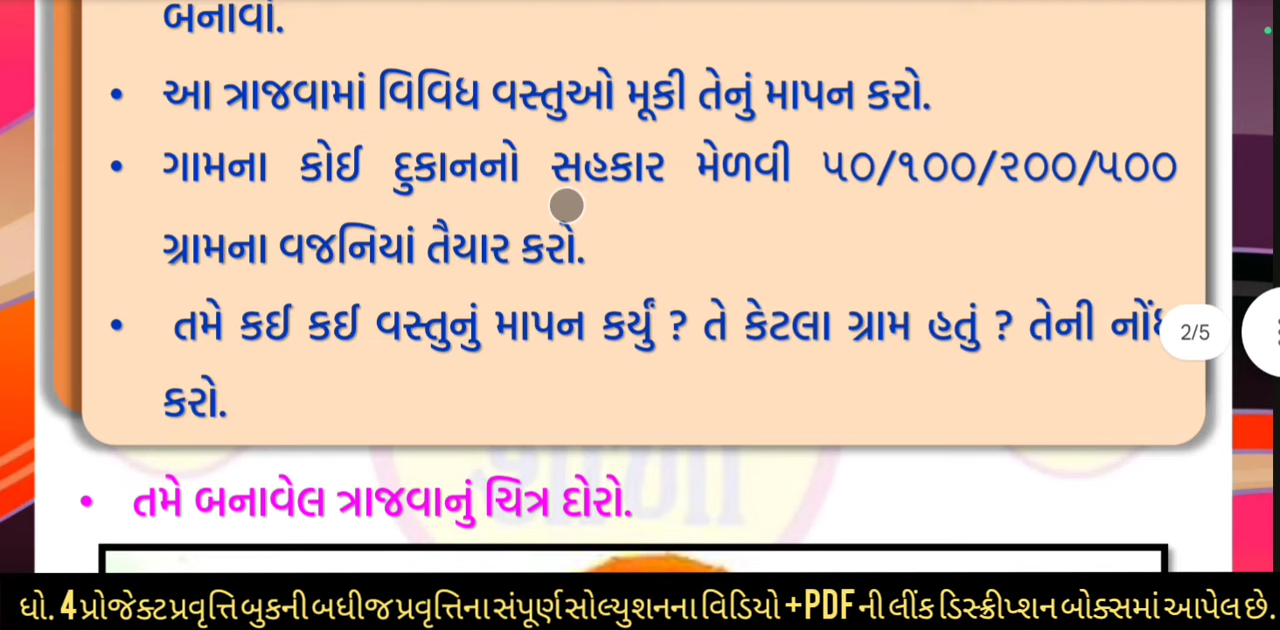 બનાવો.
• આ ત્રાજવામાં વિવિધ વસ્તુઓ મૂકી તેનું માપન કરો.
• ગામના કોઈ દુકાનનો સહકાર મેળવી ૫૦/૧૦૦/૨૦૦/૫૦૦
ગ્રામના વજનિયાં તૈયાર કરો.
• તમે કઈ કઈ વસ્તુનું માપન કર્યું ? તે કેટલા ગ્રામ હતું ? તેની
2/5
કરો.
• તમે બનાવેલ ત્રાજવાનું ચિત્ર દોરો.
ધો. 4 પ્રોજેક્ટ પ્રવૃત્તિ બુકની બધી જ પ્રવૃત્તિના સંપૂર્ણ સોલ્યુશનના વિડિયો + PDF ની લીંક ડિસ્ક્રીપ્શન બોક્સમાં આપેલ છે.